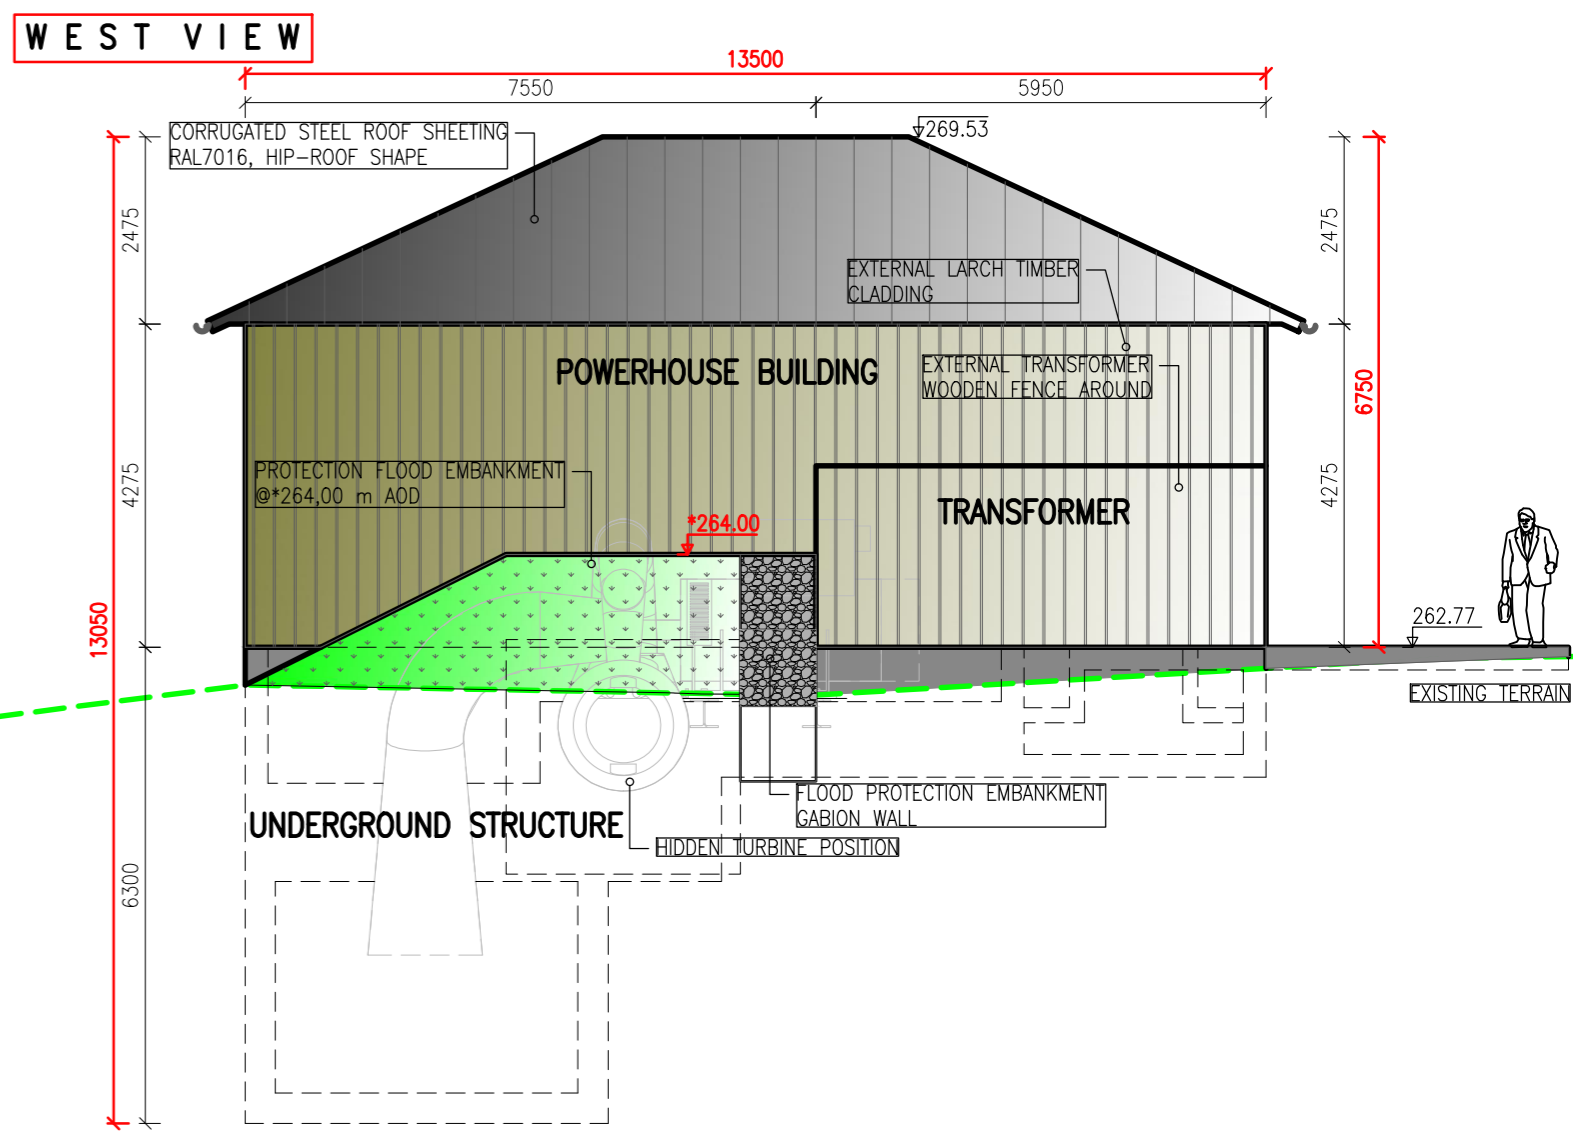 WEST VIEW
13500
7550
5950
CORRUGATED STEEL ROOF SHEETING
RAL7016, HIP-ROOF SHAPE
269.53
2475
2475
EXTERNAL LARCH TIMBER
CLADDING
POWERHOUSE BUILDING
EXTERNAL TRANSFORMER
WOODEN FENCE AROUND
6750
PROTECTION FLOOD EMBANKMENT
@*264,00 m AOD
4275
4275
*264.00
TRANSFORMER
13050
262.77
EXISTING TERRAIN
FLOOD PROTECTION EMBANKMENT
GABION WALL
UNDERGROUND STRUCTURE
HIDDEN TURBINE POSITION
6300